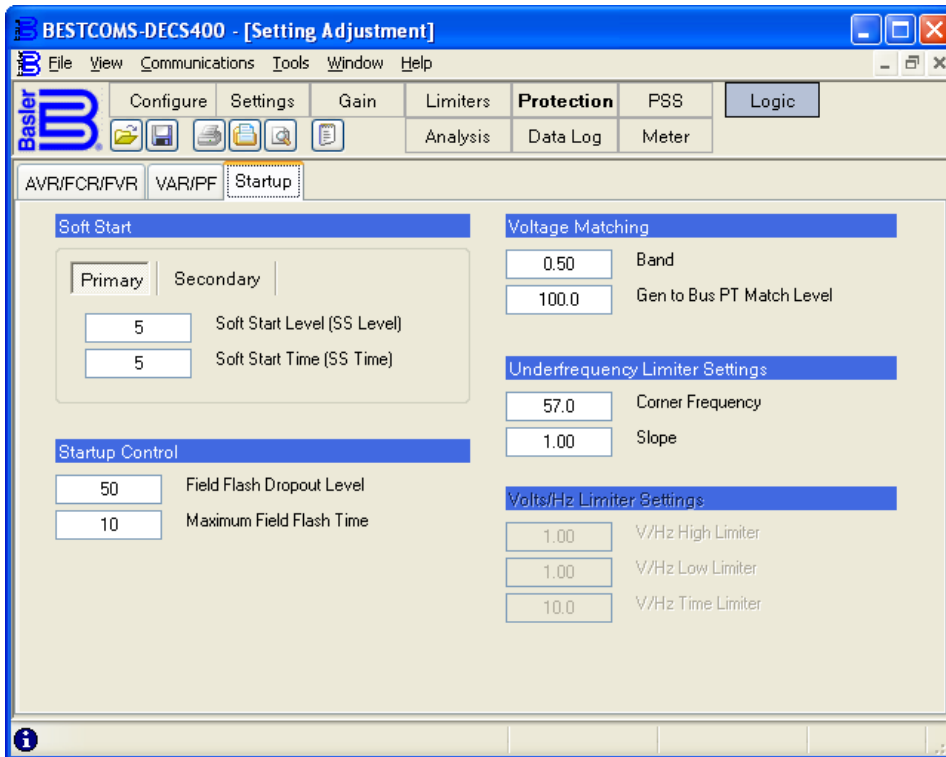 BESTCOMS-DECS400 - [Setting Adjustment]
File View Communications Tools Window Help
Basler
Configure Settings Gain Limiters Protection PSS Logic
Analysis Data Log Meter
AVR/FCR/FVR VAR/PF Startup
Soft Start
Primary Secondary
5 Soft Start Level (SS Level)
5 Soft Start Time (SS Time)
Startup Control
50 Field Flash Dropout Level
10 Maximum Field Flash Time
Voltage Matching
0.50 Band
100.0 Gen to Bus PT Match Level
Underfrequency Limiter Settings
57.0 Corner Frequency
1.00 Slope
Volts/Hz Limiter Settings
1.00 V/Hz High Limiter
1.00 V/Hz Low Limiter
10.0 V/Hz Time Limiter